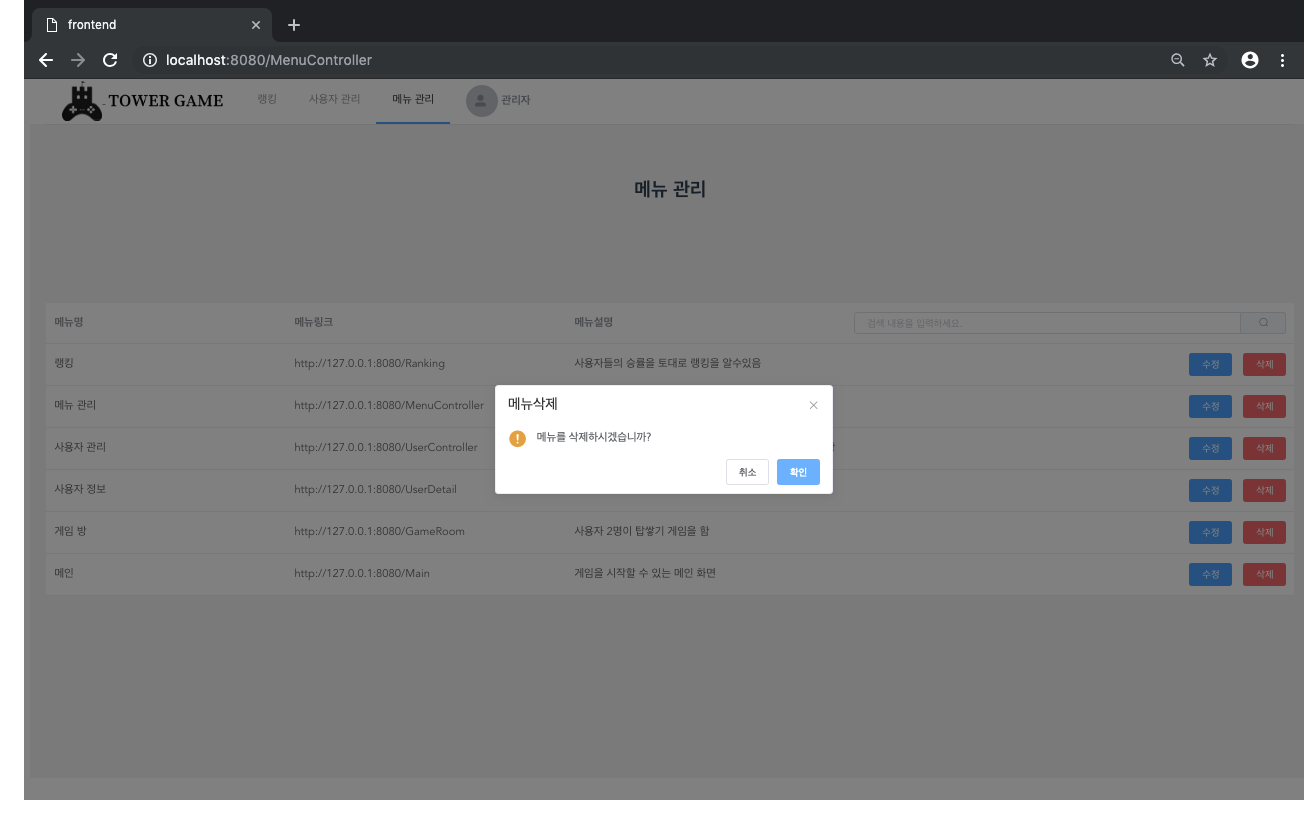 frontend
localhost:8080/MenuController
TOWER GAME 랭킹 사용자 관리 메뉴 관리 관리자
메뉴 관리
메뉴명 메뉴링크 메뉴설명 검색 내용을 입력하세요.
랭킹 http://127.0.0.1:8080/Ranking 사용자들의 승률을 토대로 랭킹을 알수있음 수정 삭제
메뉴 관리 http://127.0.0.1:8080/MenuController 수정 삭제
사용자 관리 http://127.0.0.1:8080/UserController 수정 삭제
사용자 정보 http://127.0.0.1:8080/UserDetail 수정 삭제
게임 방 http://127.0.0.1:8080/GameRoom 사용자 2명이 탑쌓기 게임을 함 수정 삭제
메인 http://127.0.0.1:8080/Main 게임을 시작할 수 있는 메인 화면 수정 삭제
메뉴삭제
메뉴를 삭제하시겠습니까?
취소 확인